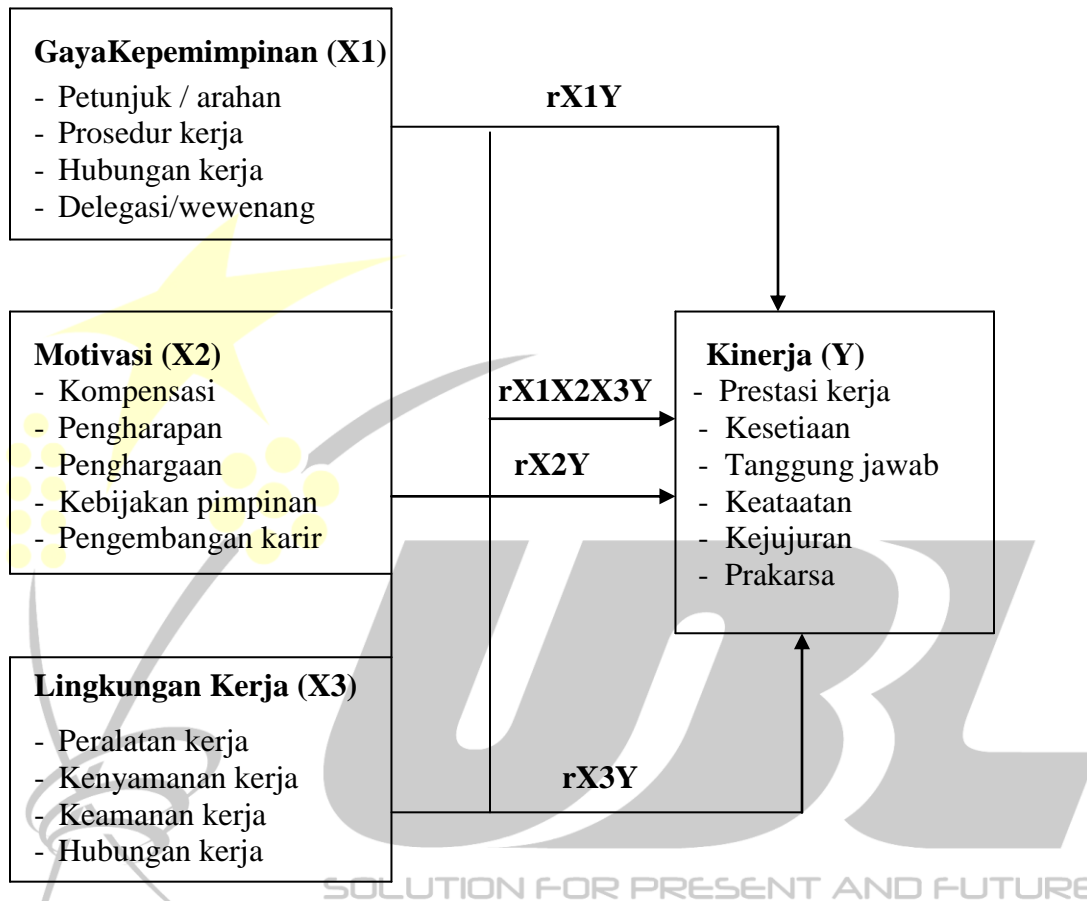 GayaKepemimpinan (X1)
- Petunjuk / arahan
- Prosedur kerja
- Hubungan kerja
- Delegasi/wewenang
rX1Y
Motivasi (X2)
- Kompensasi
- Pengharapan
- Penghargaan
- Kebijakan pimpinan
- Pengembangan karir
rX1X2X3Y
rX2Y
Kinerja (Y)
- Prestasi kerja
- Kesetiaan
- Tanggung jawab
- Keataatan
- Kejujuran
- Prakarsa
Lingkungan Kerja (X3)
- Peralatan kerja
- Kenyamanan kerja
- Keamanan kerja
- Hubungan kerja
rX3Y
UBL
SOLUTION FOR PRESENT AND FUTURE